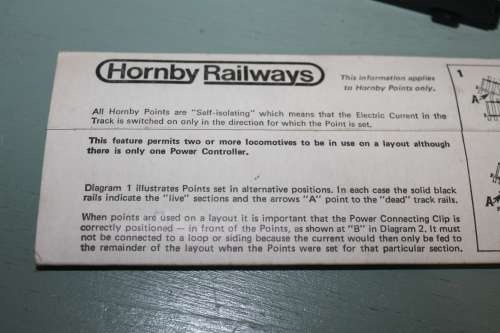 Hornby Railways
This information applies
to Hornby Points only.
1
All Hornby Points are "Self-isolating" which means that the Electric Current in the
Track is switched on only in the direction for which the Point is set.
This feature permits two or more locomotives to be in use on a layout although
there is only one Power Controller.
Diagram 1 illustrates Points set in alternative positions. In each case the solid black
rails indicate the "live" sections and the arrows "A" point to the "dead" track rails.
When points are used on a layout it is important that the Power Connecting Clip is
correctly positioned — in front of the Points, as shown at "B" in Diagram 2. It must
not be connected to a loop or siding because the current would then only be fed to
the remainder of the layout when the Points were set for that particular section.
A
A